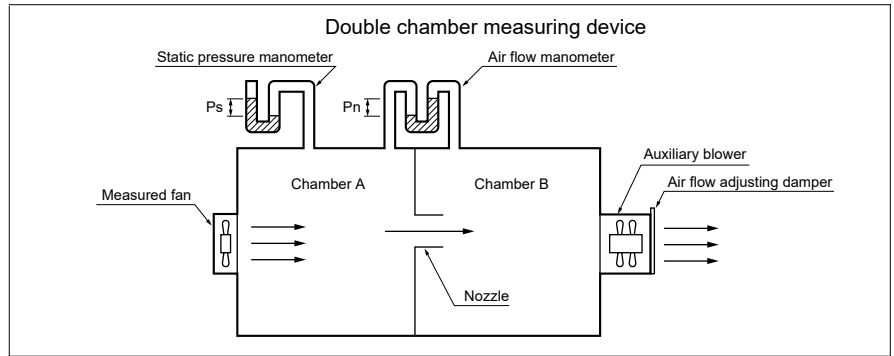 Double chamber measuring device
Static pressure manometer
Air flow manometer
Ps
Pn
Auxiliary blower
Chamber A
Chamber B
Air flow adjusting damper
Measured fan
Nozzle